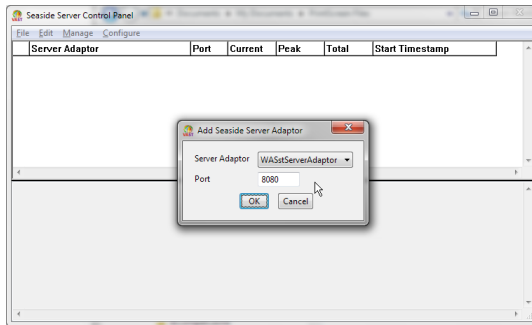 Seaside Server Control Panel
File Edit Manage Configure
Server Adaptor Port Current Peak Total Start Timestamp
Add Seaside Server Adaptor
Server Adaptor WASstServerAdaptor
Port 8080
OK Cancel